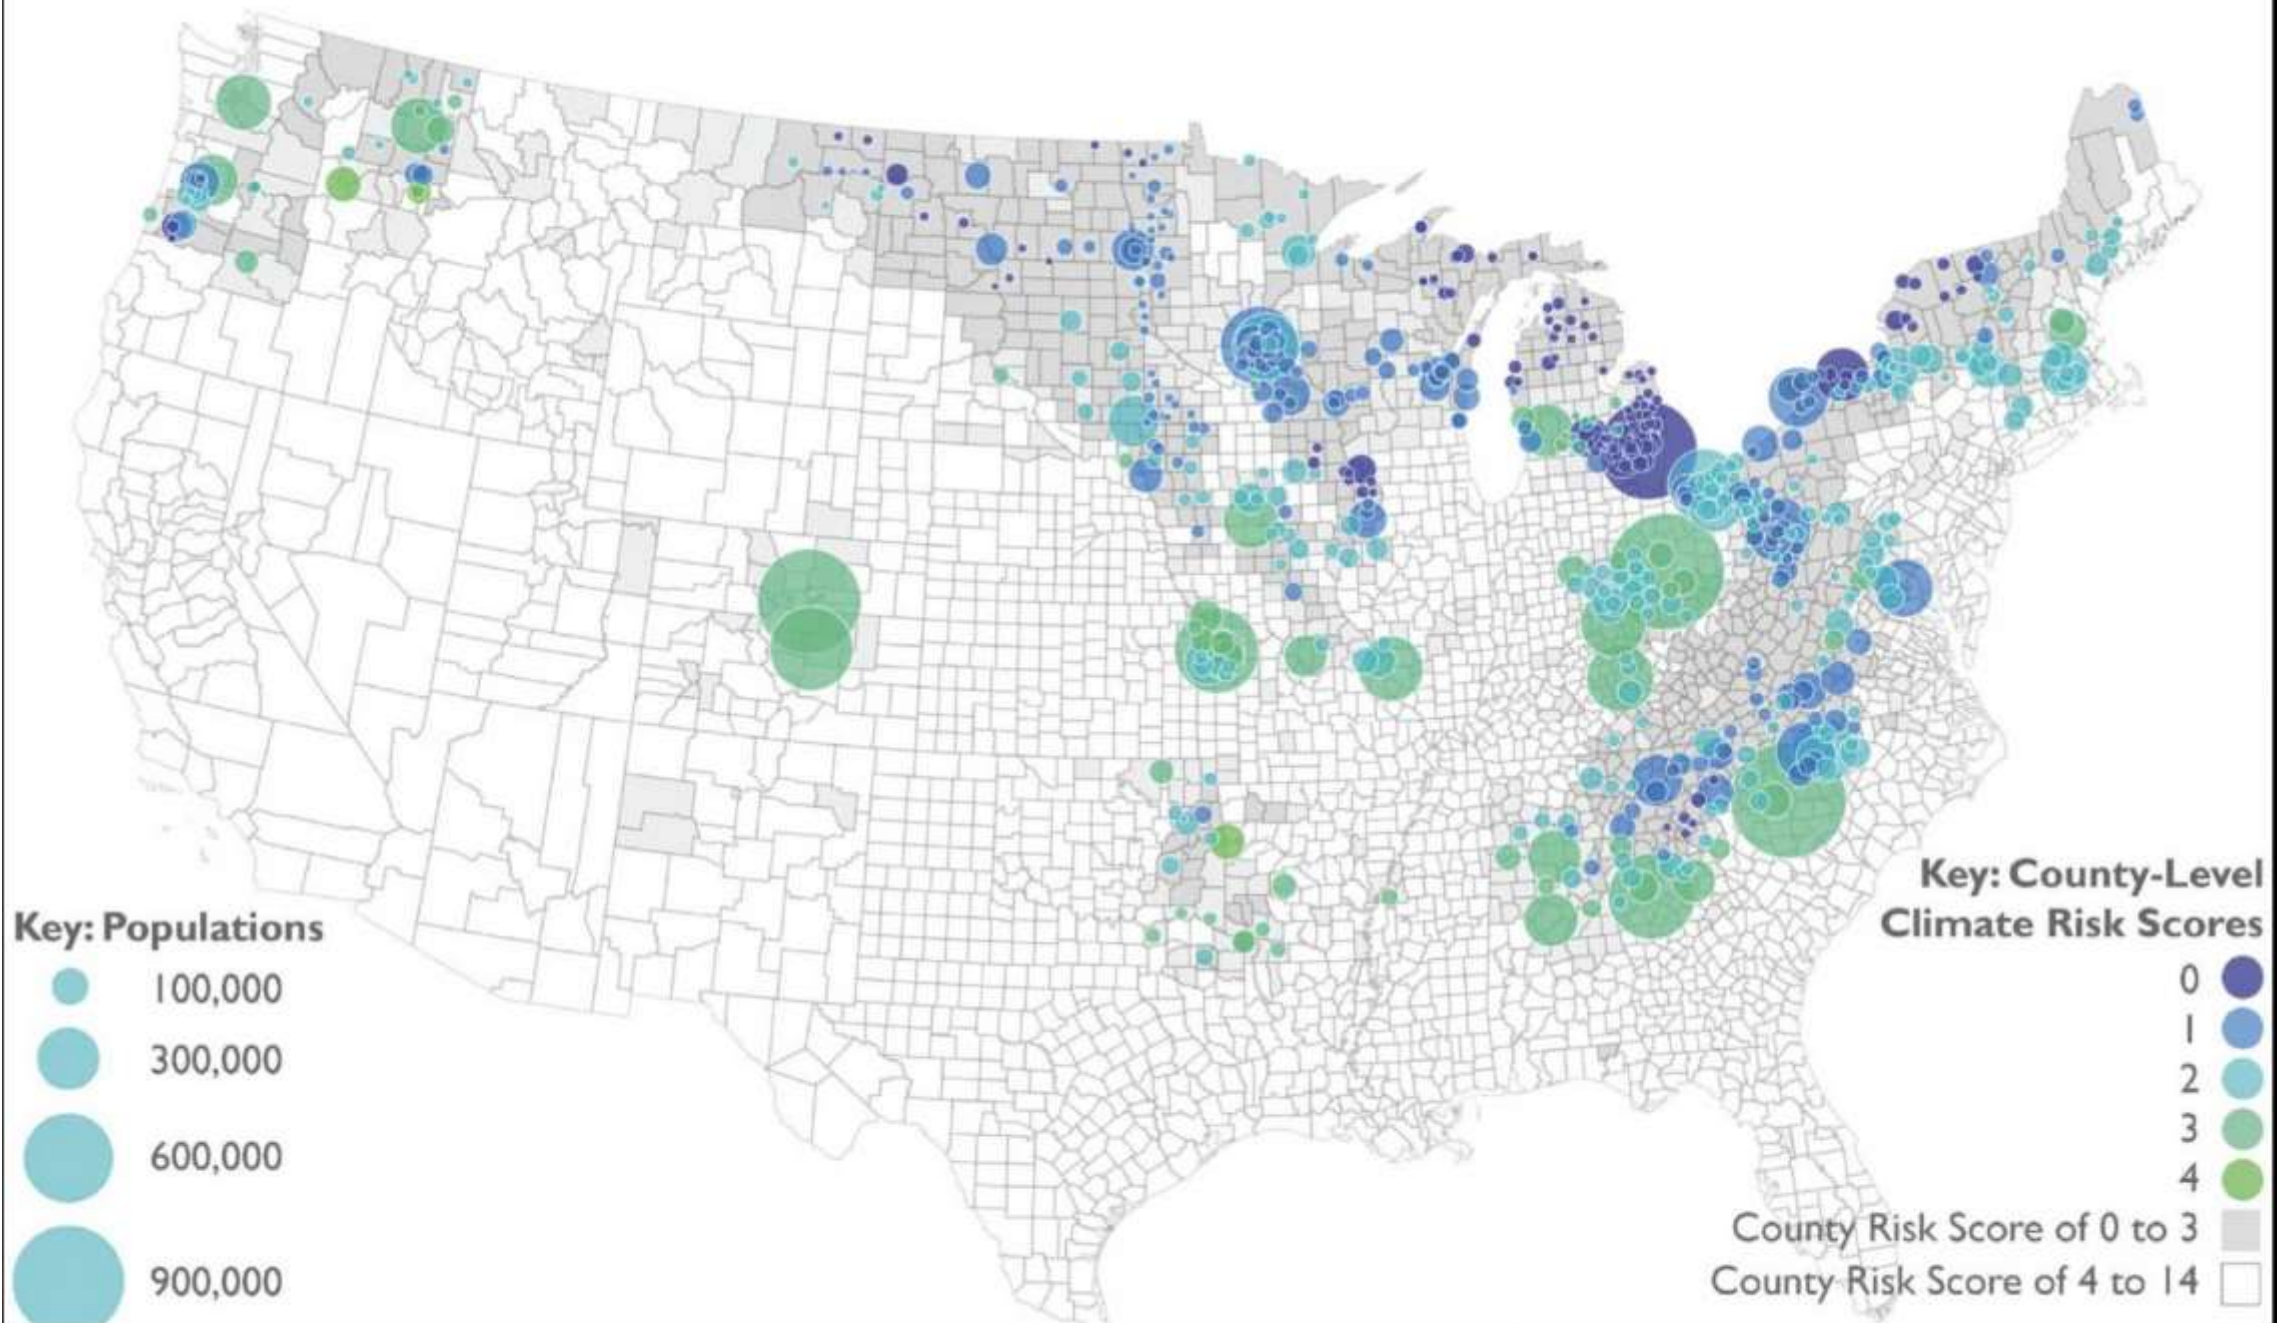 Key: Populations
100,000
300,000
600,000
900,000
Key: County-Level
Climate Risk Scores
0
1
2
3
4
County Risk Score of 0 to 3
County Risk Score of 4 to 14